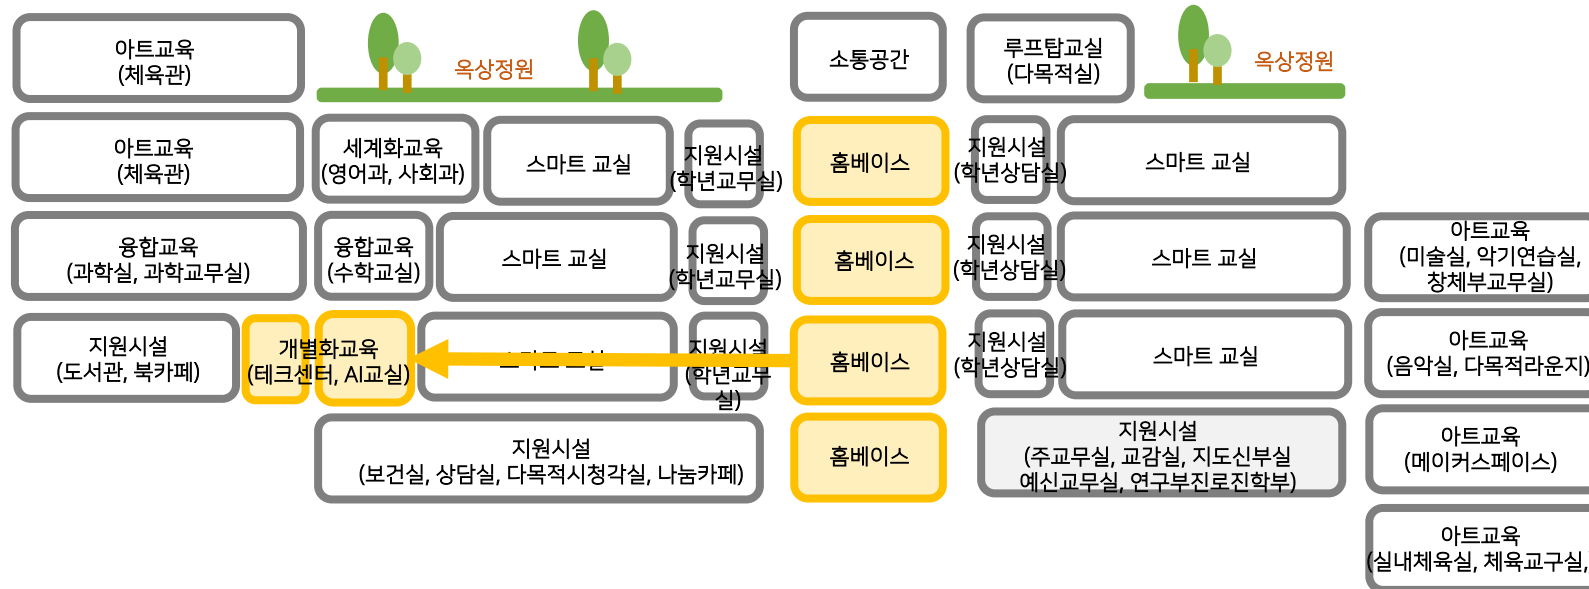 아트교육
(체육관)
옥상정원
소통공간
루프탑교실
(다목적실)
옥상정원
아트교육
(체육관)
세계화교육
(영어과, 사회과)
스마트 교실
지원시설
(학년교무실)
홈베이스
지원시설
(학년상담실)
스마트 교실
융합교육
(과학실, 과학교무실)
융합교육
(수학교실)
스마트 교실
지원시설
(학년교무실)
홈베이스
지원시설
(학년상담실)
스마트 교실
아트교육
(미술실, 악기연습실,
창체부교무실)
지원시설
(도서관, 북카페)
개별화교육
(테크센터, AI교실)
스마트 교실
지원시설
(학년교무
실)
홈베이스
지원시설
(학년상담실)
스마트 교실
아트교육
(음악실, 다목적라운지)
지원시설
(보건실, 상담실, 다목적시청각실, 나눔카페)
홈베이스
지원시설
(주교무실, 교감실, 지도신부실
예신교무실, 연구부진로진학부)
아트교육
(메이커스페이스)
아트교육
(실내체육실, 체육교구실,